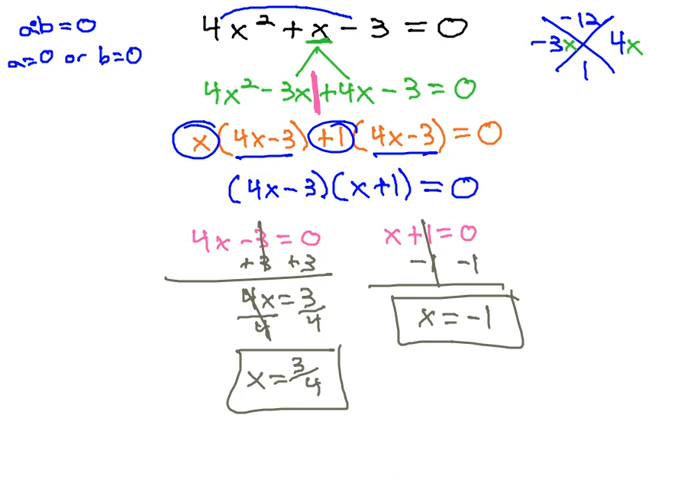 ab=0
a=0 or b=0
4x² + x - 3 = 0
-12
-3x 4x
1
4x² - 3x + 4x - 3 = 0
x(4x-3)+1(4x-3)=0
(4x-3)(x+1)=0
4x-3=0
+3 +3
4x=3
4 4
x=3/4
x+1=0
-1 -1
x=-1